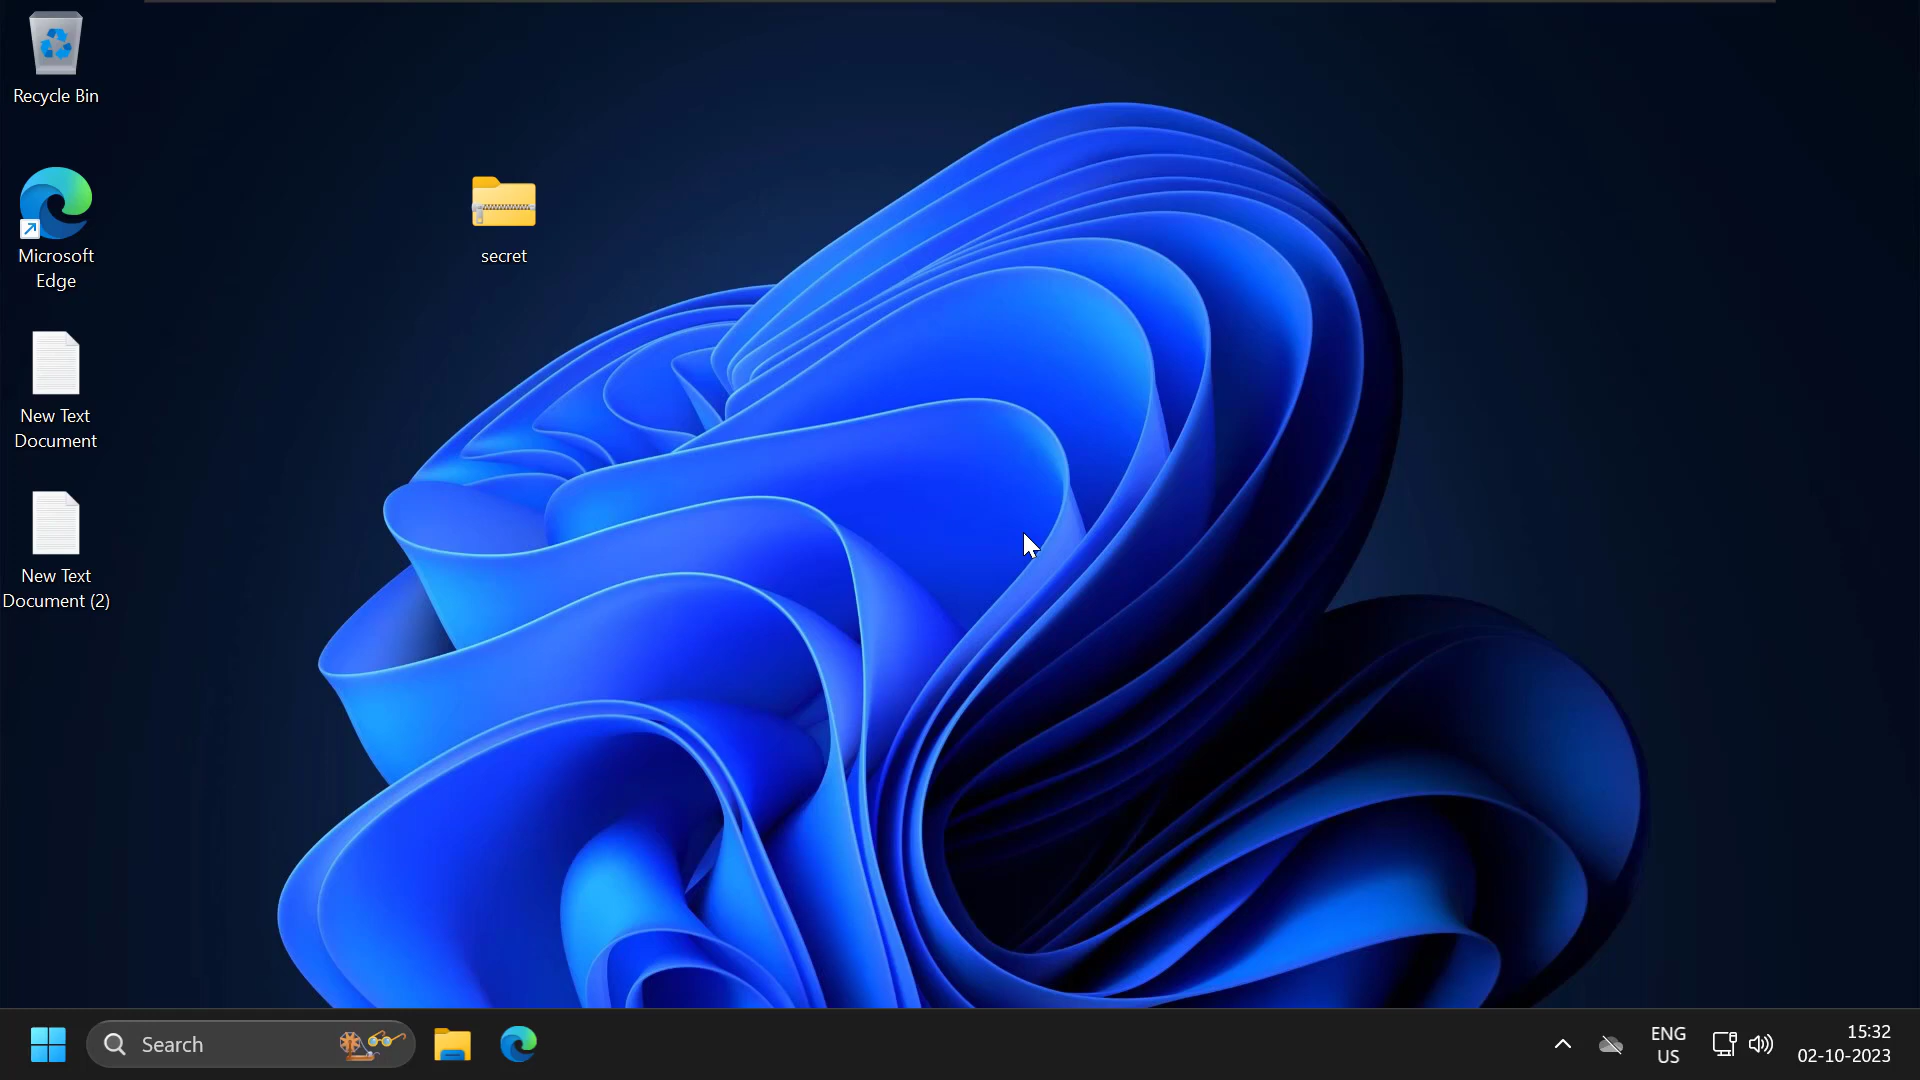 Recycle Bin
Microsoft
Edge
New Text
Document
New Text
Document (2)
secret
Search
ENG
US
15:32
02-10-2023